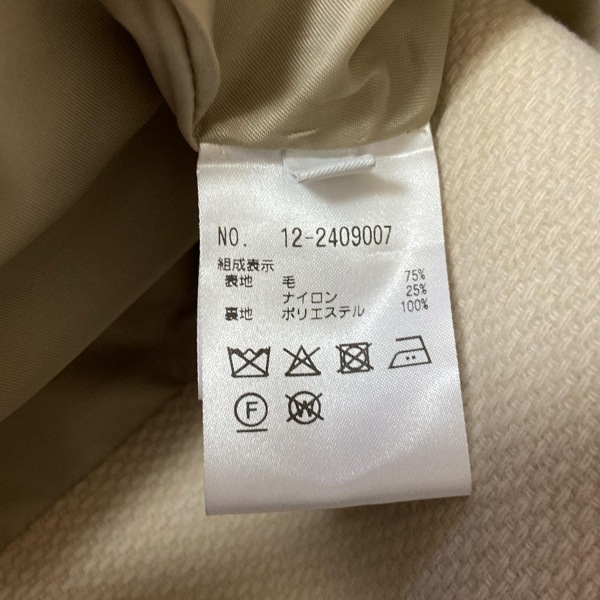 NO. 12-2409007
組成表示
表地 毛 75%
ナイロン 25%
裏地 ポリエステル 100%
F W